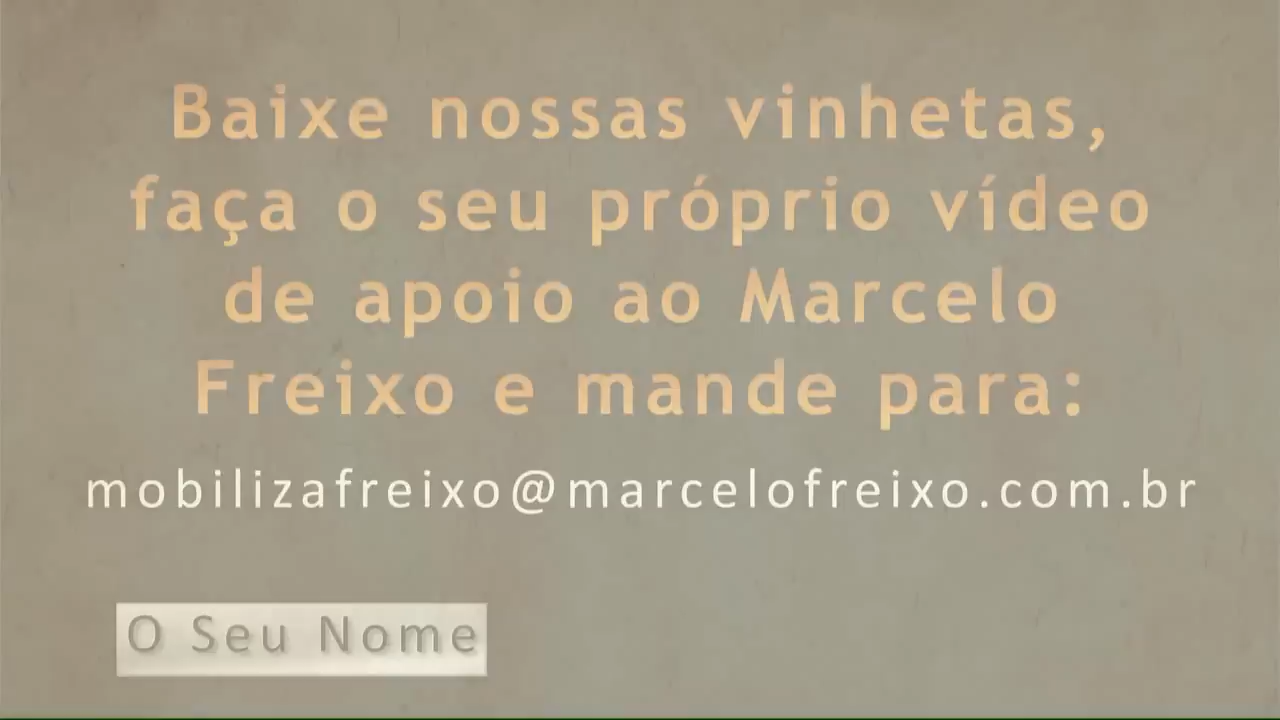 Baixe nossas vinhetas,
faça o seu próprio vídeo
de apoio ao Marcelo
Freixo e mande para:
mobilizafreixo@marcelofreixo.com.br
O Seu Nome